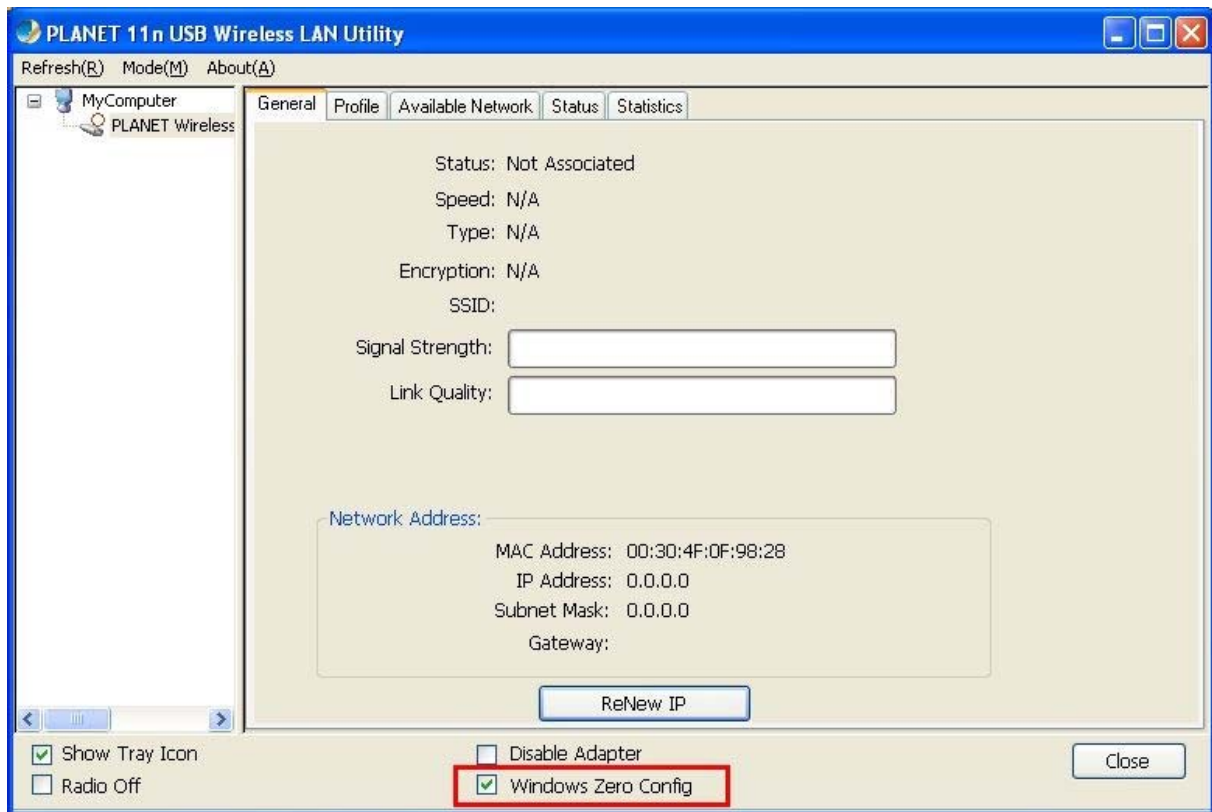 PLANET 11n USB Wireless LAN Utility
Refresh(R) Mode(M) About(A)
MyComputer
PLANET Wireless
General Profile Available Network Status Statistics
Status: Not Associated
Speed: N/A
Type: N/A
Encryption: N/A
SSID:
Signal Strength:
Link Quality:
Network Address:
MAC Address: 00:30:4F:0F:98:28
IP Address: 0.0.0.0
Subnet Mask: 0.0.0.0
Gateway:
ReNew IP
Show Tray Icon
Radio Off
Disable Adapter
Windows Zero Config
Close